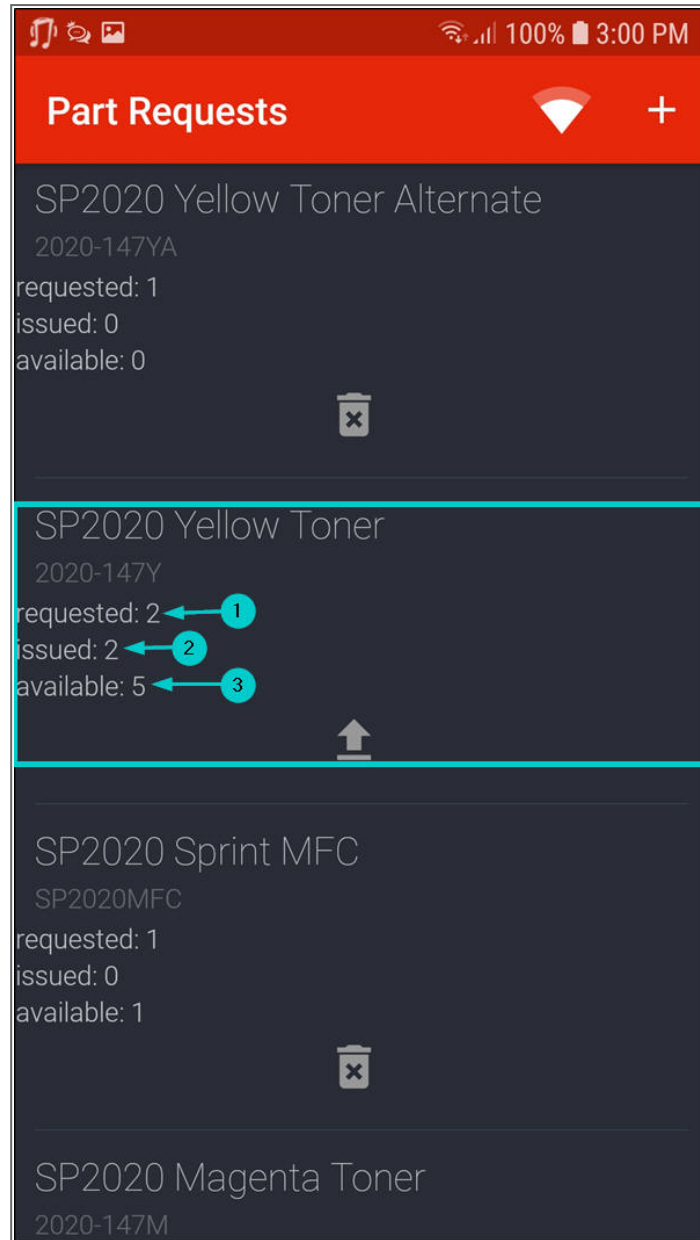 100% 3:00 PM
Part Requests +
SP2020 Yellow Toner Alternate
2020-147YA
requested: 1
issued: 0
available: 0
SP2020 Yellow Toner
2020-147Y
requested: 2 1
issued: 2 2
available: 5 3
SP2020 Sprint MFC
SP2020MFC
requested: 1
issued: 0
available: 1
SP2020 Magenta Toner
2020-147M